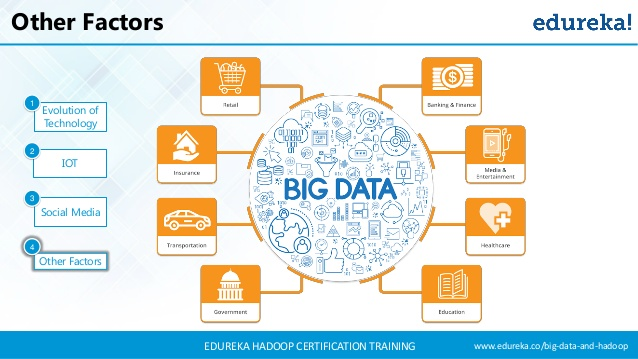 Other Factors
edureka!
1
Evolution of
Technology
2
IOT
3
Social Media
4
Other Factors
Retail
Banking & Finance
Insurance
Media &
Entertainment
BIG DATA
Transportation
Healthcare
Government
Education
EDUREKA HADOOP CERTIFICATION TRAINING
www.edureka.co/big-data-and-hadoop